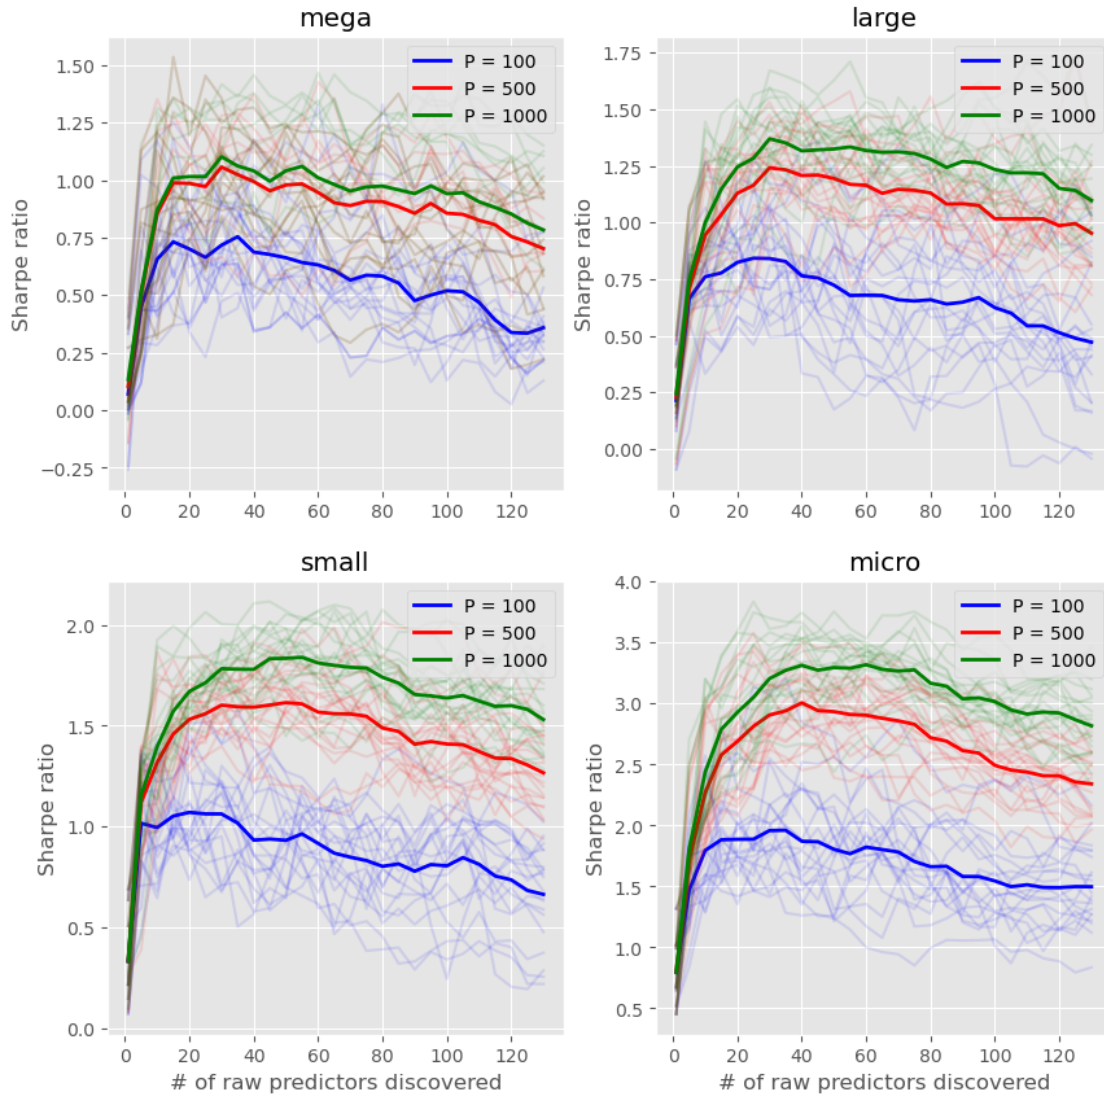 mega
large
Sharpe ratio
1.50
1.25
1.00
0.75
0.50
0.25
0.00
−0.25
0
20
40
60
80
100
120
P = 100
P = 500
P = 1000
Sharpe ratio
1.75
1.50
1.25
1.00
0.75
0.50
0.25
0.00
0
20
40
60
80
100
120
P = 100
P = 500
P = 1000
small
micro
Sharpe ratio
2.0
1.5
1.0
0.5
0.0
0
20
40
60
80
100
120
P = 100
P = 500
P = 1000
# of raw predictors discovered
Sharpe ratio
4.0
3.5
3.0
2.5
2.0
1.5
1.0
0.5
0
20
40
60
80
100
120
P = 100
P = 500
P = 1000
# of raw predictors discovered